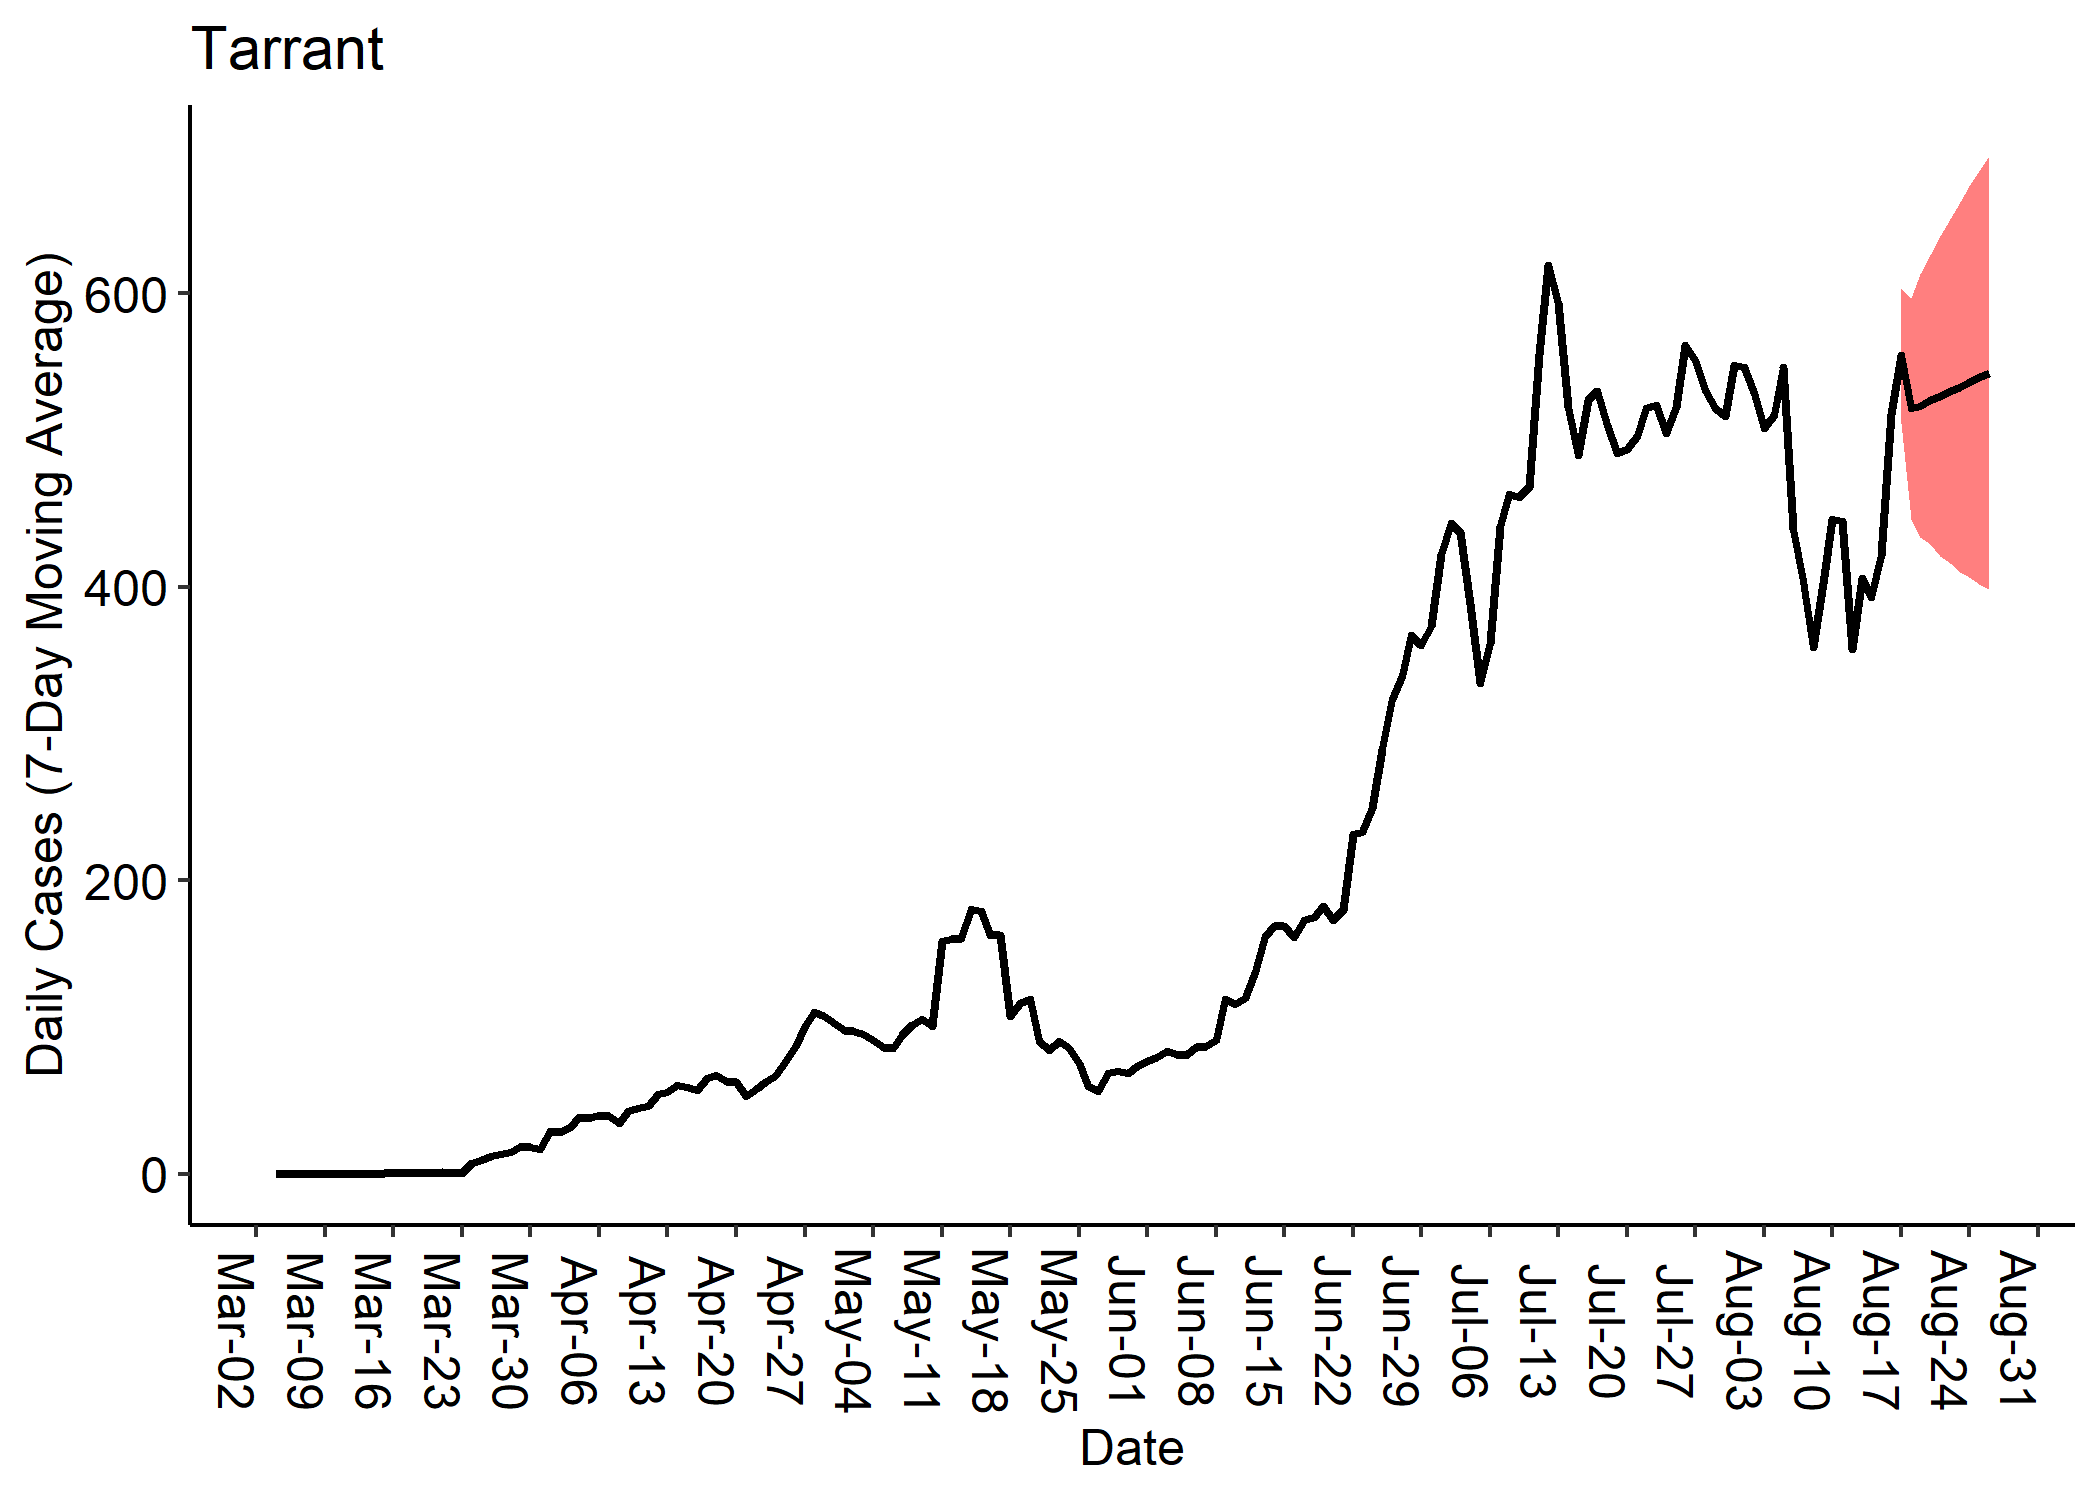 Tarrant
Daily Cases (7-Day Moving Average)
600
400
200
0
Mar-02
Mar-09
Mar-16
Mar-23
Mar-30
Apr-06
Apr-13
Apr-20
Apr-27
May-04
May-11
May-18
May-25
Jun-01
Jun-08
Jun-15
Jun-22
Jun-29
Jul-06
Jul-13
Jul-20
Jul-27
Aug-03
Aug-10
Aug-17
Aug-24
Aug-31
Date